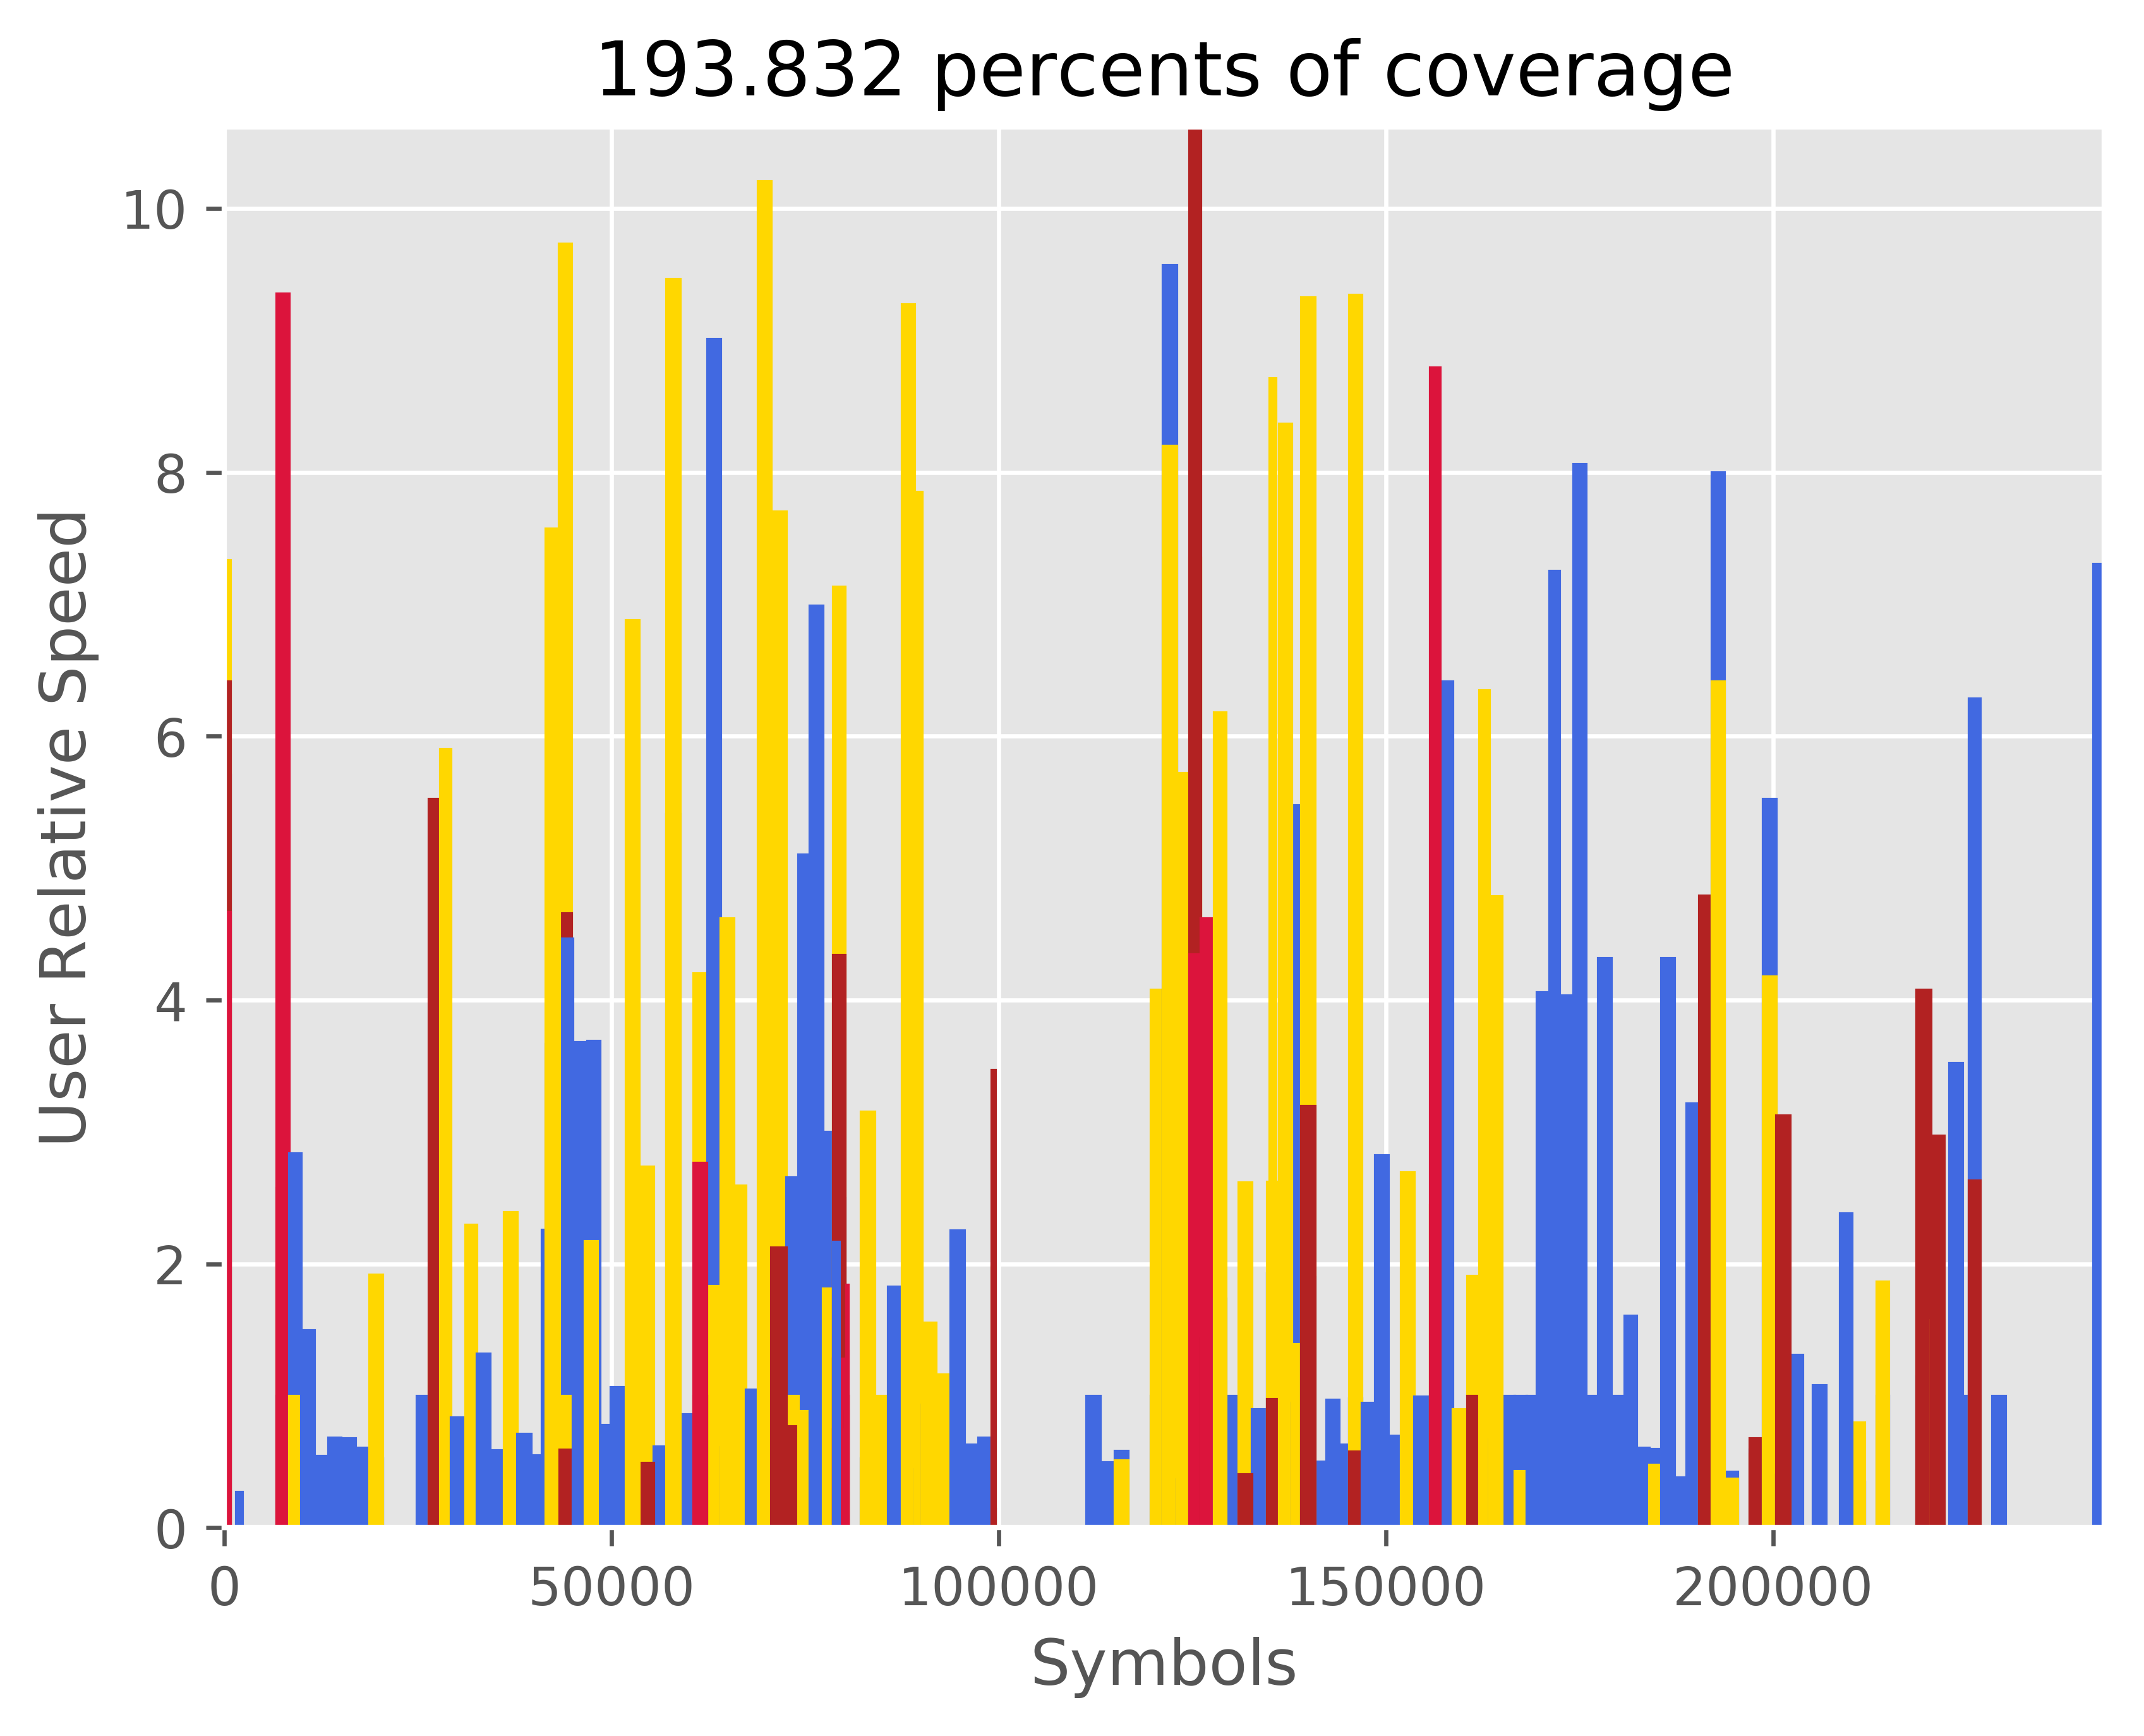 193.832 percents of coverage
10
8
6
4
2
0
User Relative Speed
0 50000 100000 150000 200000
Symbols